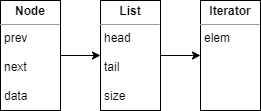 Node
prev
next
data
List
head
tail
size
Iterator
elem